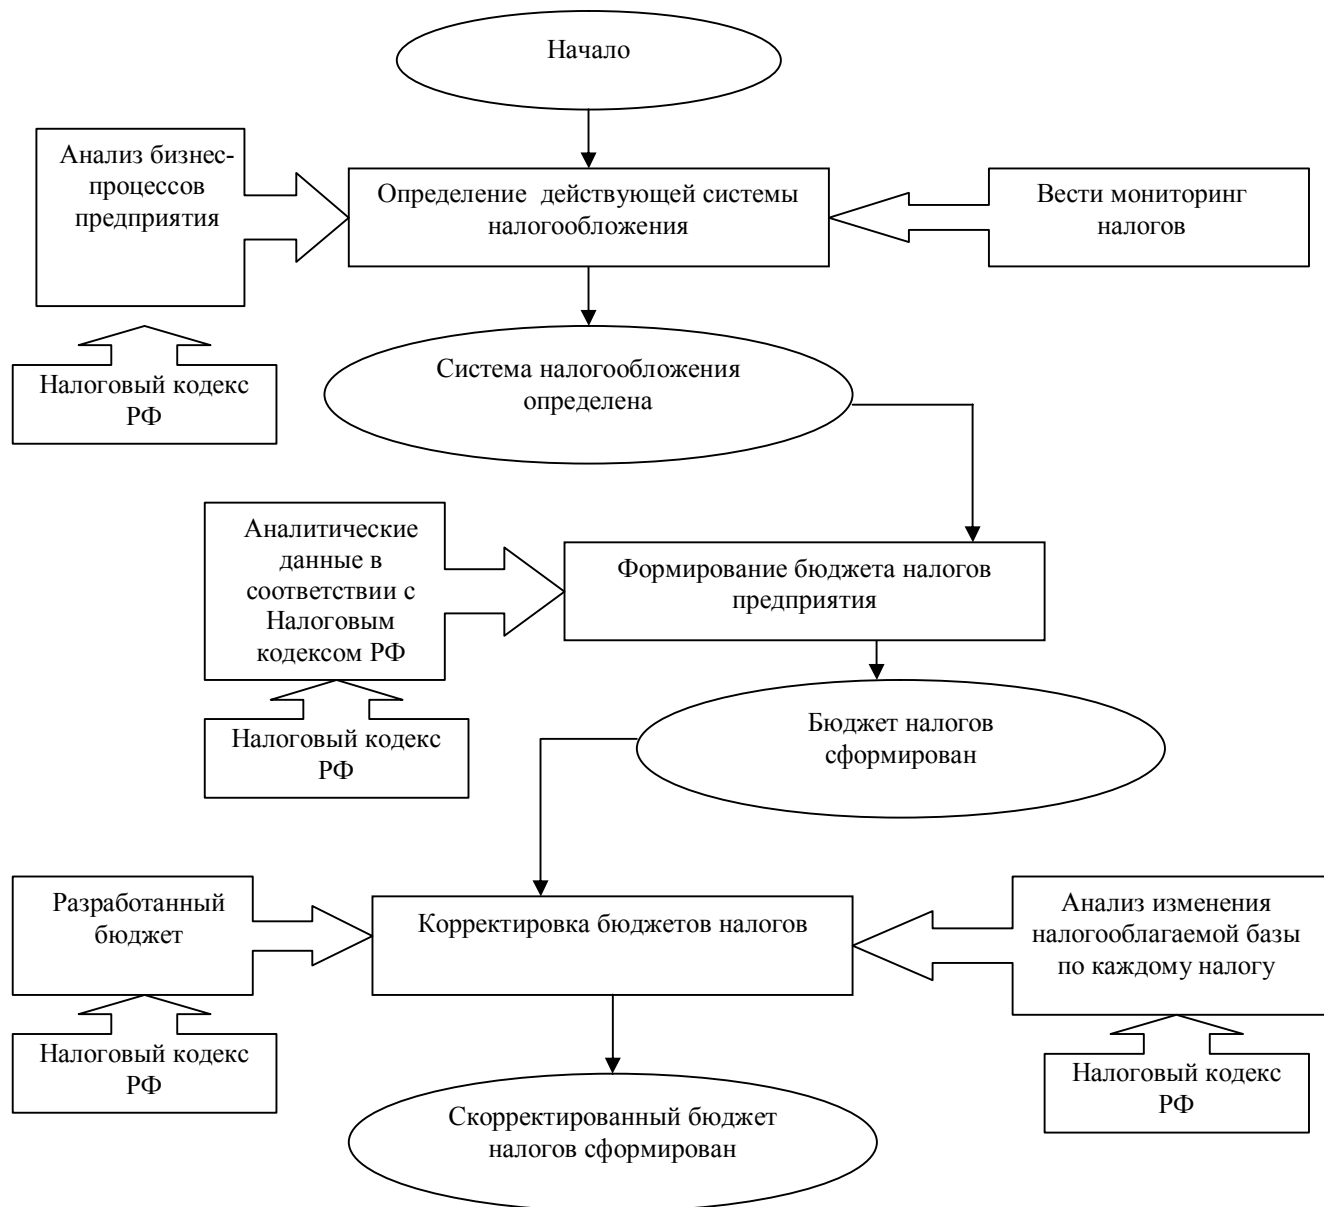 Начало
Анализ бизнес-
процессов
предприятия
Определение действующей системы
налогообложения
Вести мониторинг
налогов
Налоговый кодекс
РФ
Система налогообложения
определена
Аналитические
данные в
соответствии с
Налоговым
кодексом РФ
Формирование бюджета налогов
предприятия
Налоговый кодекс
РФ
Бюджет налогов
сформирован
Разработанный
бюджет
Корректировка бюджетов налогов
Анализ изменения
налогооблагаемой базы
по каждому налогу
Налоговый кодекс
РФ
Налоговый кодекс
РФ
Скорректированный бюджет
налогов сформирован